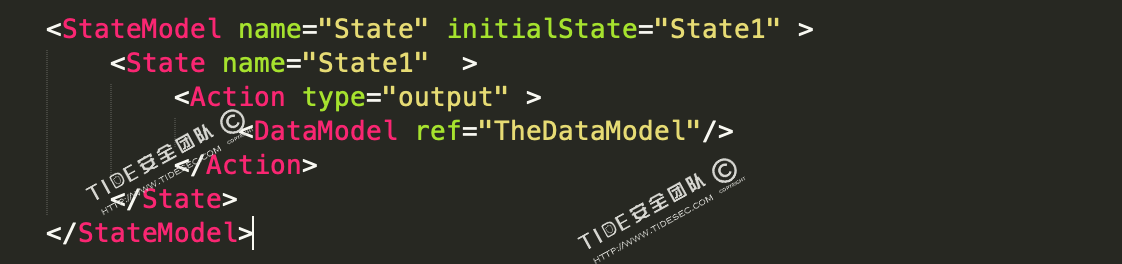 <StateModel name="State" initialState="State1" >
<State name="State1"  >
<Action type="output" >
<DataModel ref="TheDataModel"/>
</Action>
</State>
</StateModel>
TIDE安全团队 © COPYRIGHT
HTTP://WWW.TIDESEC.COM
TIDE安全团队 © COPYRIGHT
HTTP://WWW.TIDESEC.COM